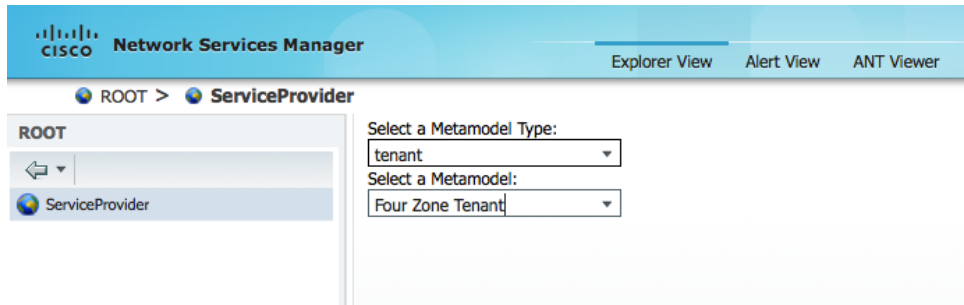 CISCO Network Services Manager
Explorer View Alert View ANT Viewer
ROOT > ServiceProvider
ROOT
Select a Metamodel Type:
tenant
Select a Metamodel:
ServiceProvider
Four Zone Tenant